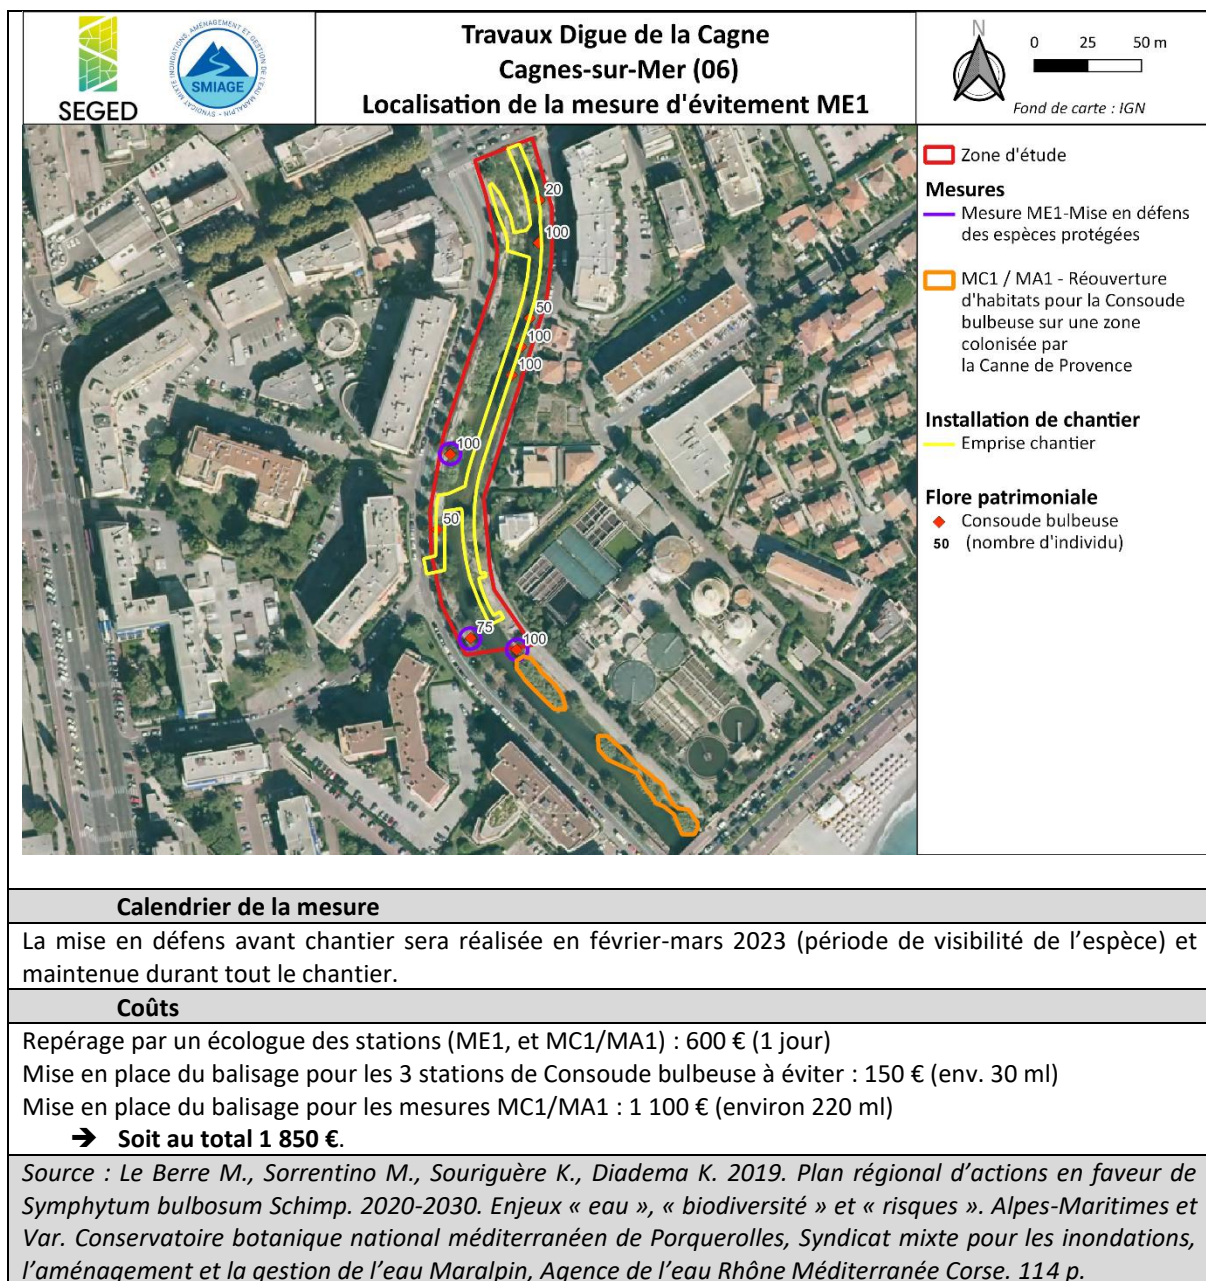 SEGED
SYNDICAT MIXTE INONDATIONS, AMÉNAGEMENT ET GESTION DE L'EAU MARALPIN
SMIAGE
Travaux Digue de la Cagne
Cagnes-sur-Mer (06)
Localisation de la mesure d'évitement ME1
N
0 25 50 m
Fond de carte : IGN
20
100
50
100
100
100
50
75
100
Zone d'étude
Mesures
Mesure ME1-Mise en défens
des espèces protégées
MC1 / MA1 - Réouverture
d'habitats pour la Consoude
bulbeuse sur une zone
colonisée par
la Canne de Provence
Installation de chantier
Emprise chantier
Flore patrimoniale
Consoude bulbeuse
50 (nombre d'individu)
Calendrier de la mesure
La mise en défens avant chantier sera réalisée en février-mars 2023 (période de visibilité de l'espèce) et
maintenue durant tout le chantier.
Coûts
Repérage par un écologue des stations (ME1, et MC1/MA1) : 600 € (1 jour)
Mise en place du balisage pour les 3 stations de Consoude bulbeuse à éviter : 150 € (env. 30 ml)
Mise en place du balisage pour les mesures MC1/MA1 : 1 100 € (environ 220 ml)
➔ Soit au total 1 850 €.
Source : Le Berre M., Sorrentino M., Souriguère K., Diadema K. 2019. Plan régional d'actions en faveur de
Symphytum bulbosum Schimp. 2020-2030. Enjeux « eau », « biodiversité » et « risques ». Alpes-Maritimes et
Var. Conservatoire botanique national méditerranéen de Porquerolles, Syndicat mixte pour les inondations,
l'aménagement et la gestion de l'eau Maralpin, Agence de l'eau Rhône Méditerranée Corse. 114 p.